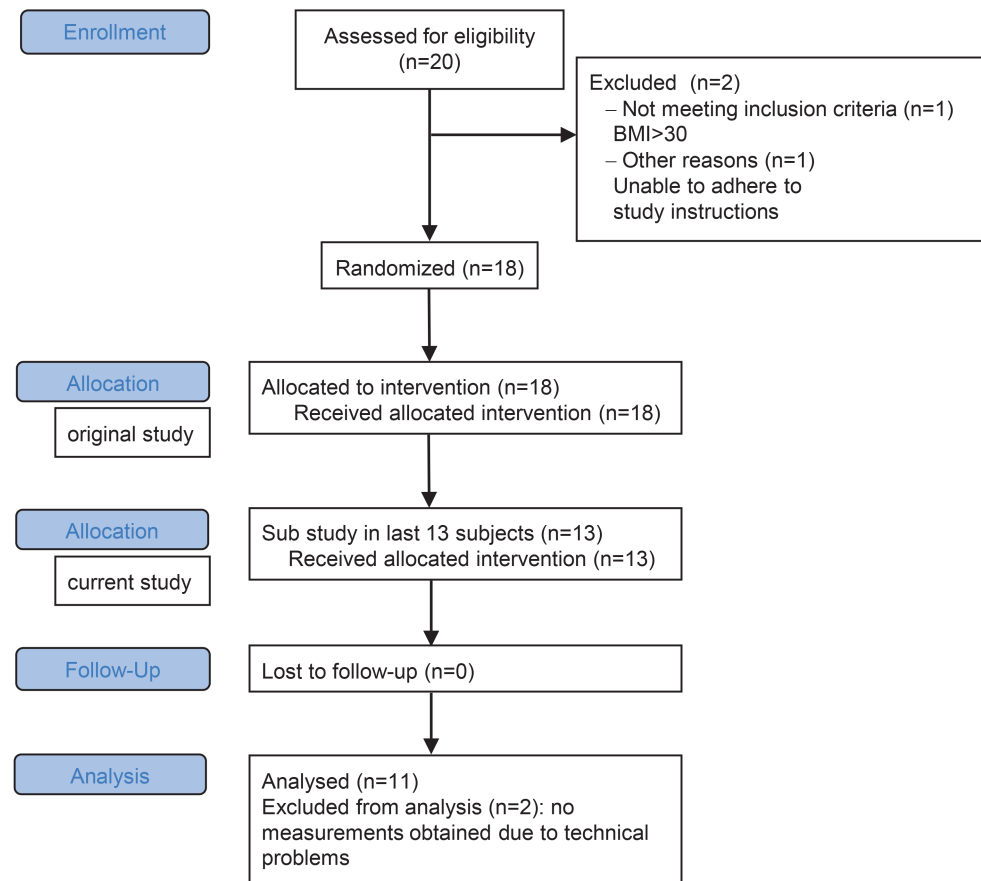 Enrollment
Assessed for eligibility
(n=20)
Excluded (n=2)
– Not meeting inclusion criteria (n=1)
BMI>30
– Other reasons (n=1)
Unable to adhere to
study instructions
Randomized (n=18)
Allocation
original study
Allocated to intervention (n=18)
Received allocated intervention (n=18)
Allocation
current study
Sub study in last 13 subjects (n=13)
Received allocated intervention (n=13)
Follow-Up
Lost to follow-up (n=0)
Analysis
Analysed (n=11)
Excluded from analysis (n=2): no
measurements obtained due to technical
problems